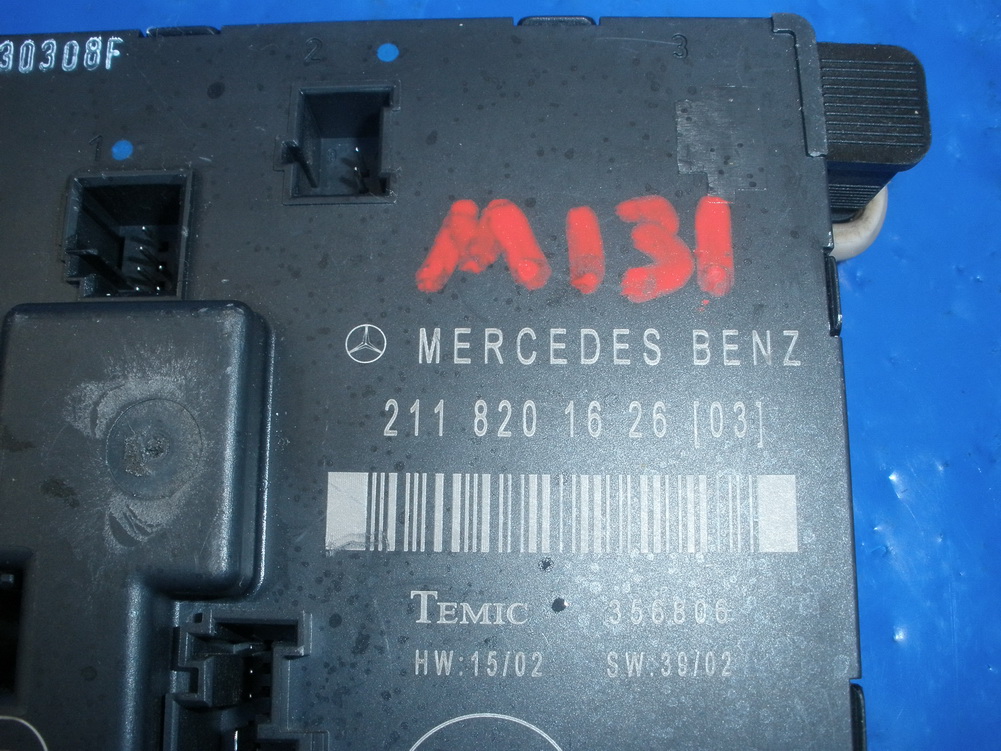 30308F
2
3
1
M131
MERCEDES BENZ
211 820 16 26 [03]
TEMIC 356806
HW:15/02 SW:39/02